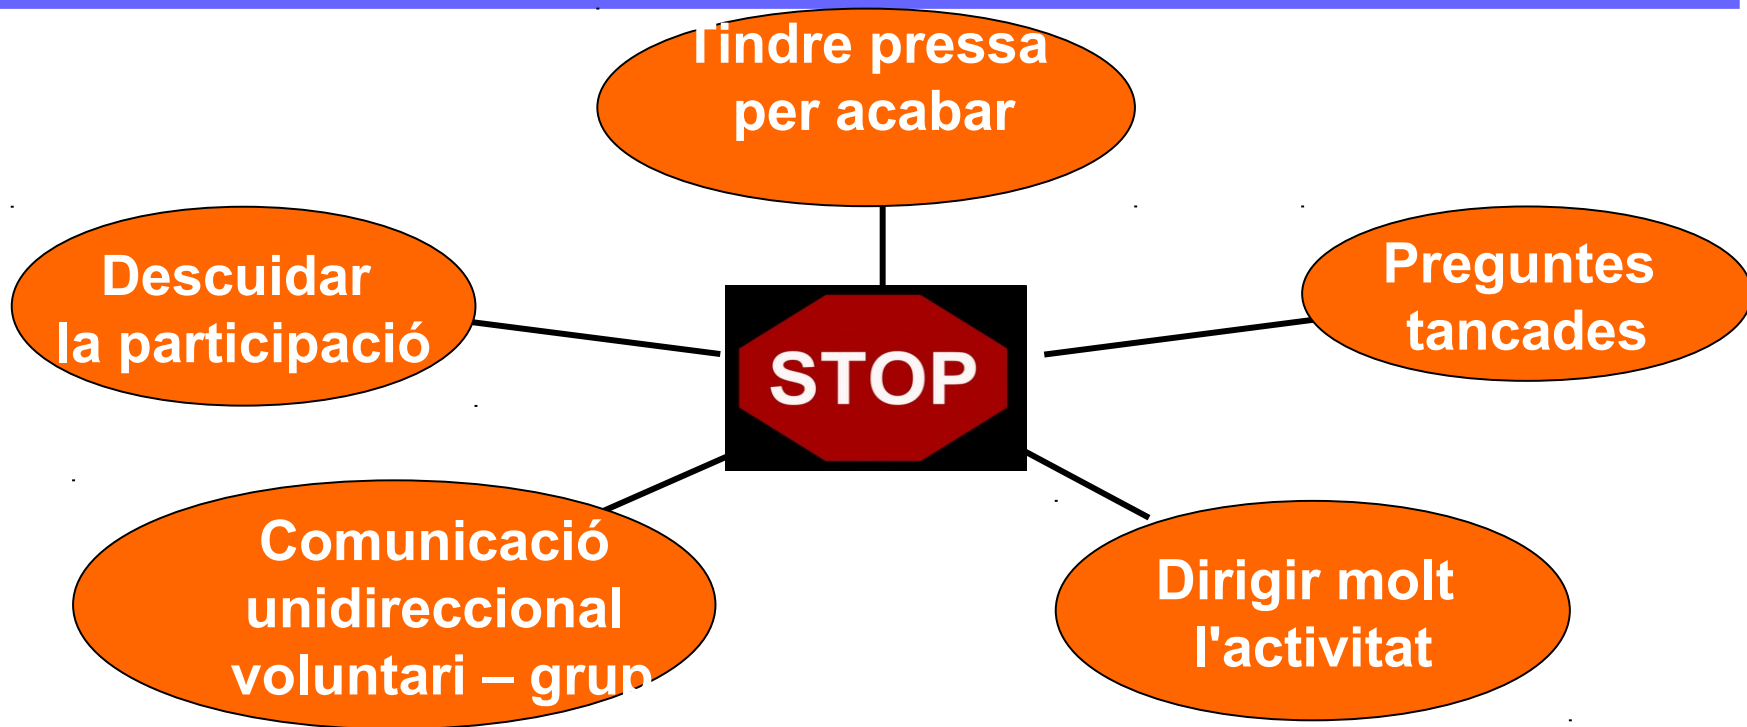 Tindre pressa
per acabar
Descuidar
la participació
Preguntes
tancades
STOP
Comunicació
unidireccional
voluntari – grup
Dirigir molt
l'activitat